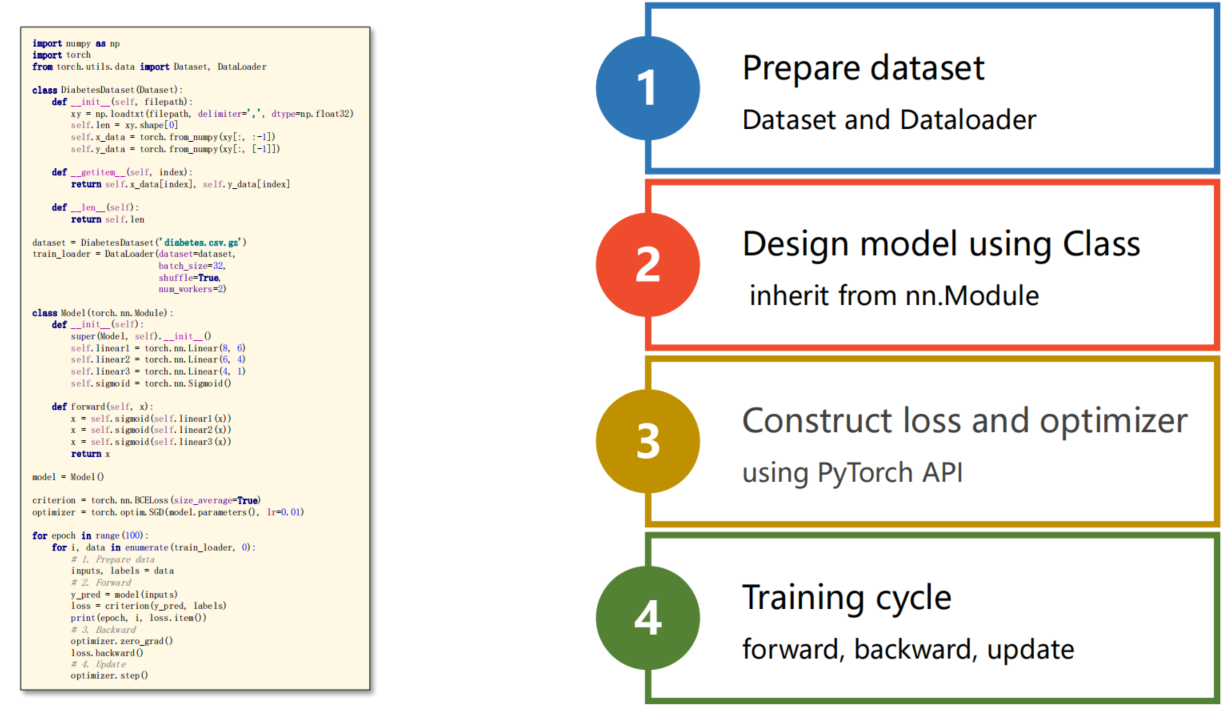 import numpy as np
import torch
from torch.utils.data import Dataset, DataLoader

class DiabetesDataset(Dataset):
    def __init__(self, filepath):
        xy = np.loadtxt(filepath, delimiter=',', dtype=np.float32)
        self.len = xy.shape[0]
        self.x_data = torch.from_numpy(xy[:, :-1])
        self.y_data = torch.from_numpy(xy[:, [-1]])

    def __getitem__(self, index):
        return self.x_data[index], self.y_data[index]

    def __len__(self):
        return self.len

dataset = DiabetesDataset('diabetes.csv.gz')
train_loader = DataLoader(dataset=dataset,
                          batch_size=32,
                          shuffle=True,
                          num_workers=2)

class Model(torch.nn.Module):
    def __init__(self):
        super(Model, self).__init__()
        self.linear1 = torch.nn.Linear(8, 6)
        self.linear2 = torch.nn.Linear(6, 4)
        self.linear3 = torch.nn.Linear(4, 1)
        self.sigmoid = torch.nn.Sigmoid()

    def forward(self, x):
        x = self.sigmoid(self.linear1(x))
        x = self.sigmoid(self.linear2(x))
        x = self.sigmoid(self.linear3(x))
        return x

model = Model()

criterion = torch.nn.BCELoss(size_average=True)
optimizer = torch.optim.SGD(model.parameters(), lr=0.01)

for epoch in range(100):
    for i, data in enumerate(train_loader, 0):
        # 1. Prepare data
        inputs, labels = data
        # 2. Forward
        y_pred = model(inputs)
        loss = criterion(y_pred, labels)
        print(epoch, i, loss.item())
        # 3. Backward
        optimizer.zero_grad()
        loss.backward()
        # 4. Update
        optimizer.step()
1
Prepare dataset
Dataset and Dataloader
2
Design model using Class
inherit from nn.Module
3
Construct loss and optimizer
using PyTorch API
4
Training cycle
forward, backward, update